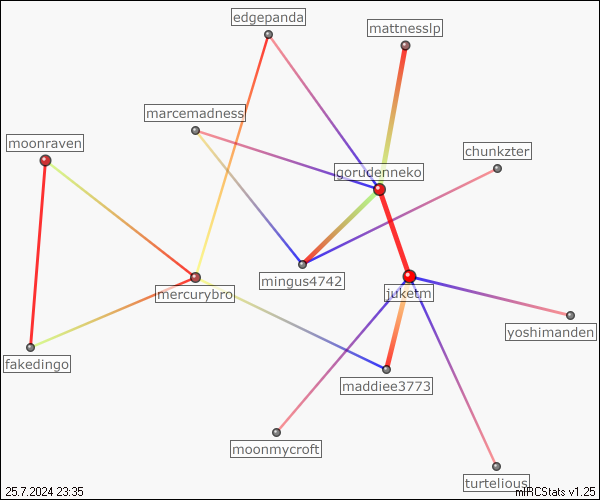 edgepanda
mattnesslp
marcemadness
moonraven
chunkzter
gorudenneko
mingus4742
juketm
mercurybro
yoshimanden
fakedingo
maddiee3773
moonmycroft
turtelious
25.7.2024 23:35
mIRCStats v1.25